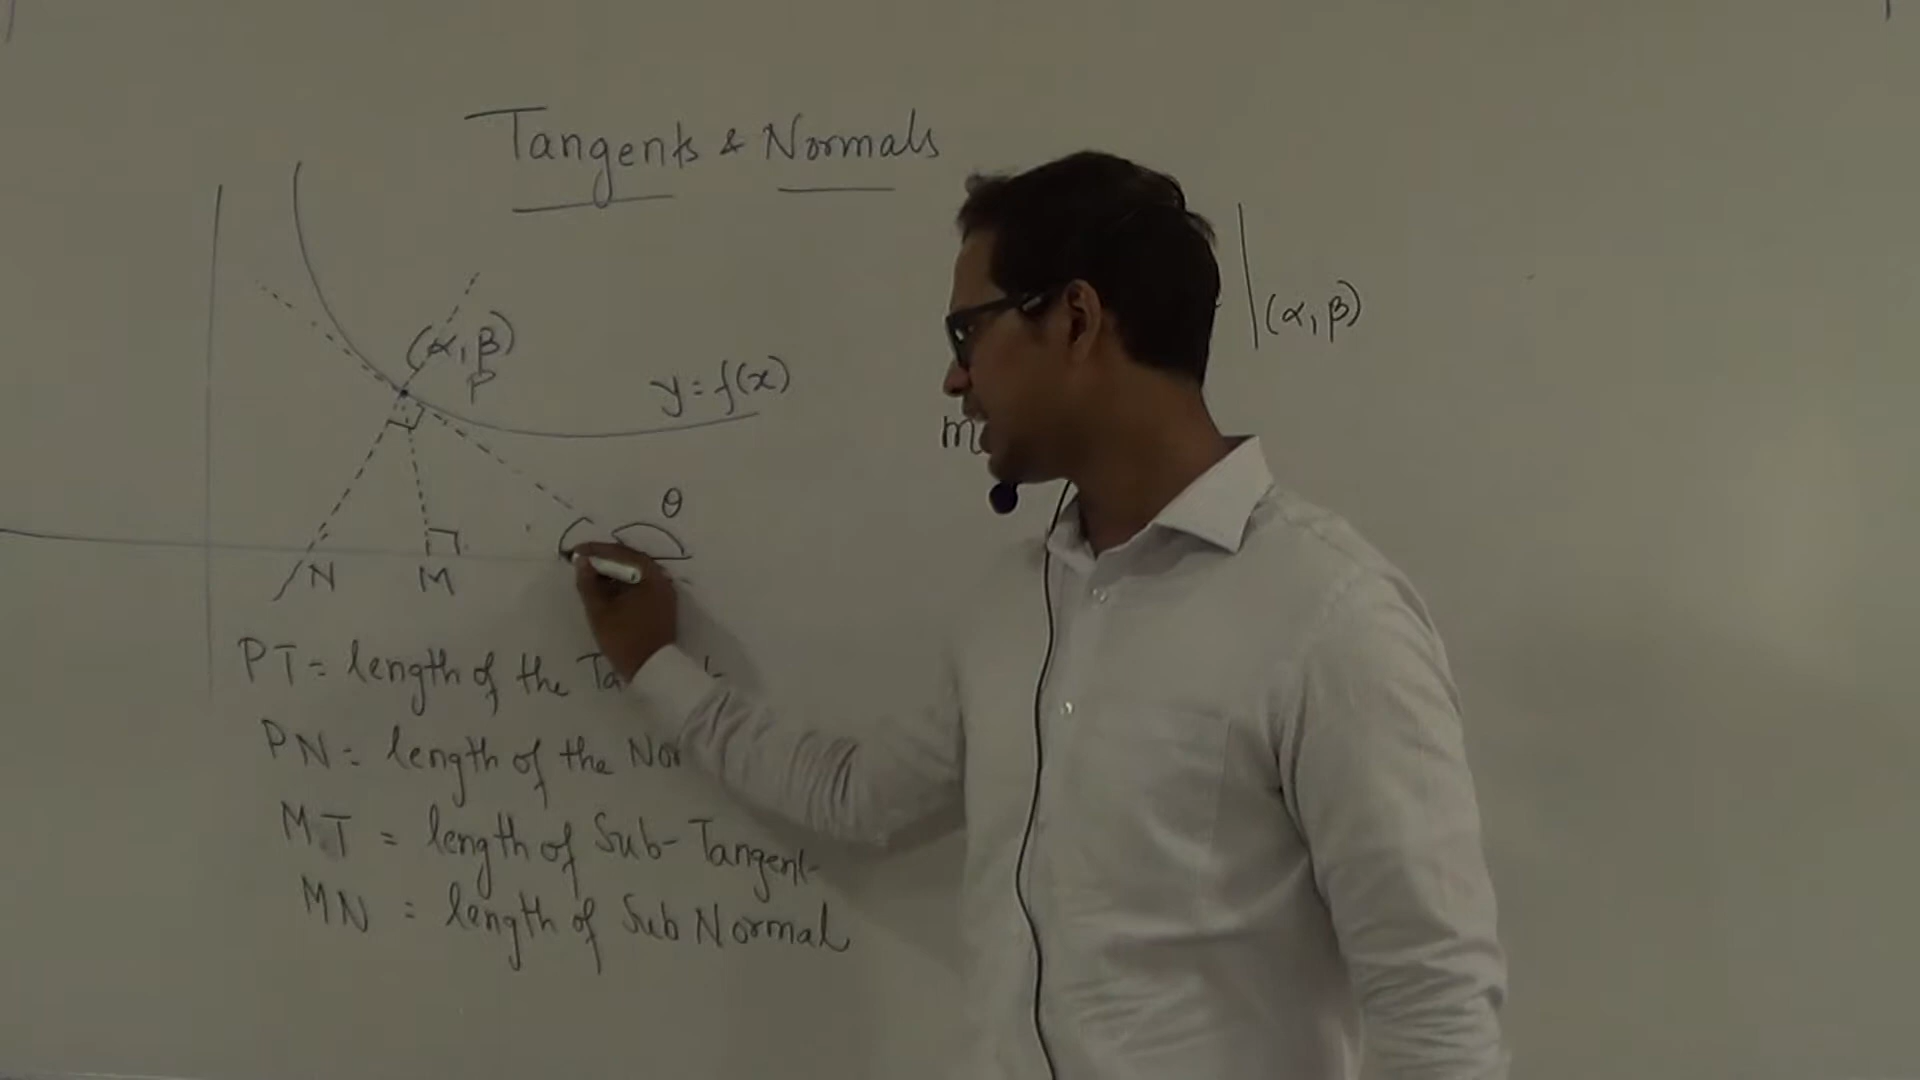 Tangents & Normals
(α, β)
P
y = f(x)
θ
N
M
(α, β)
m
PT = length of the
PN = length of the
MT = length of Sub-Tangent
MN = length of Sub Normal